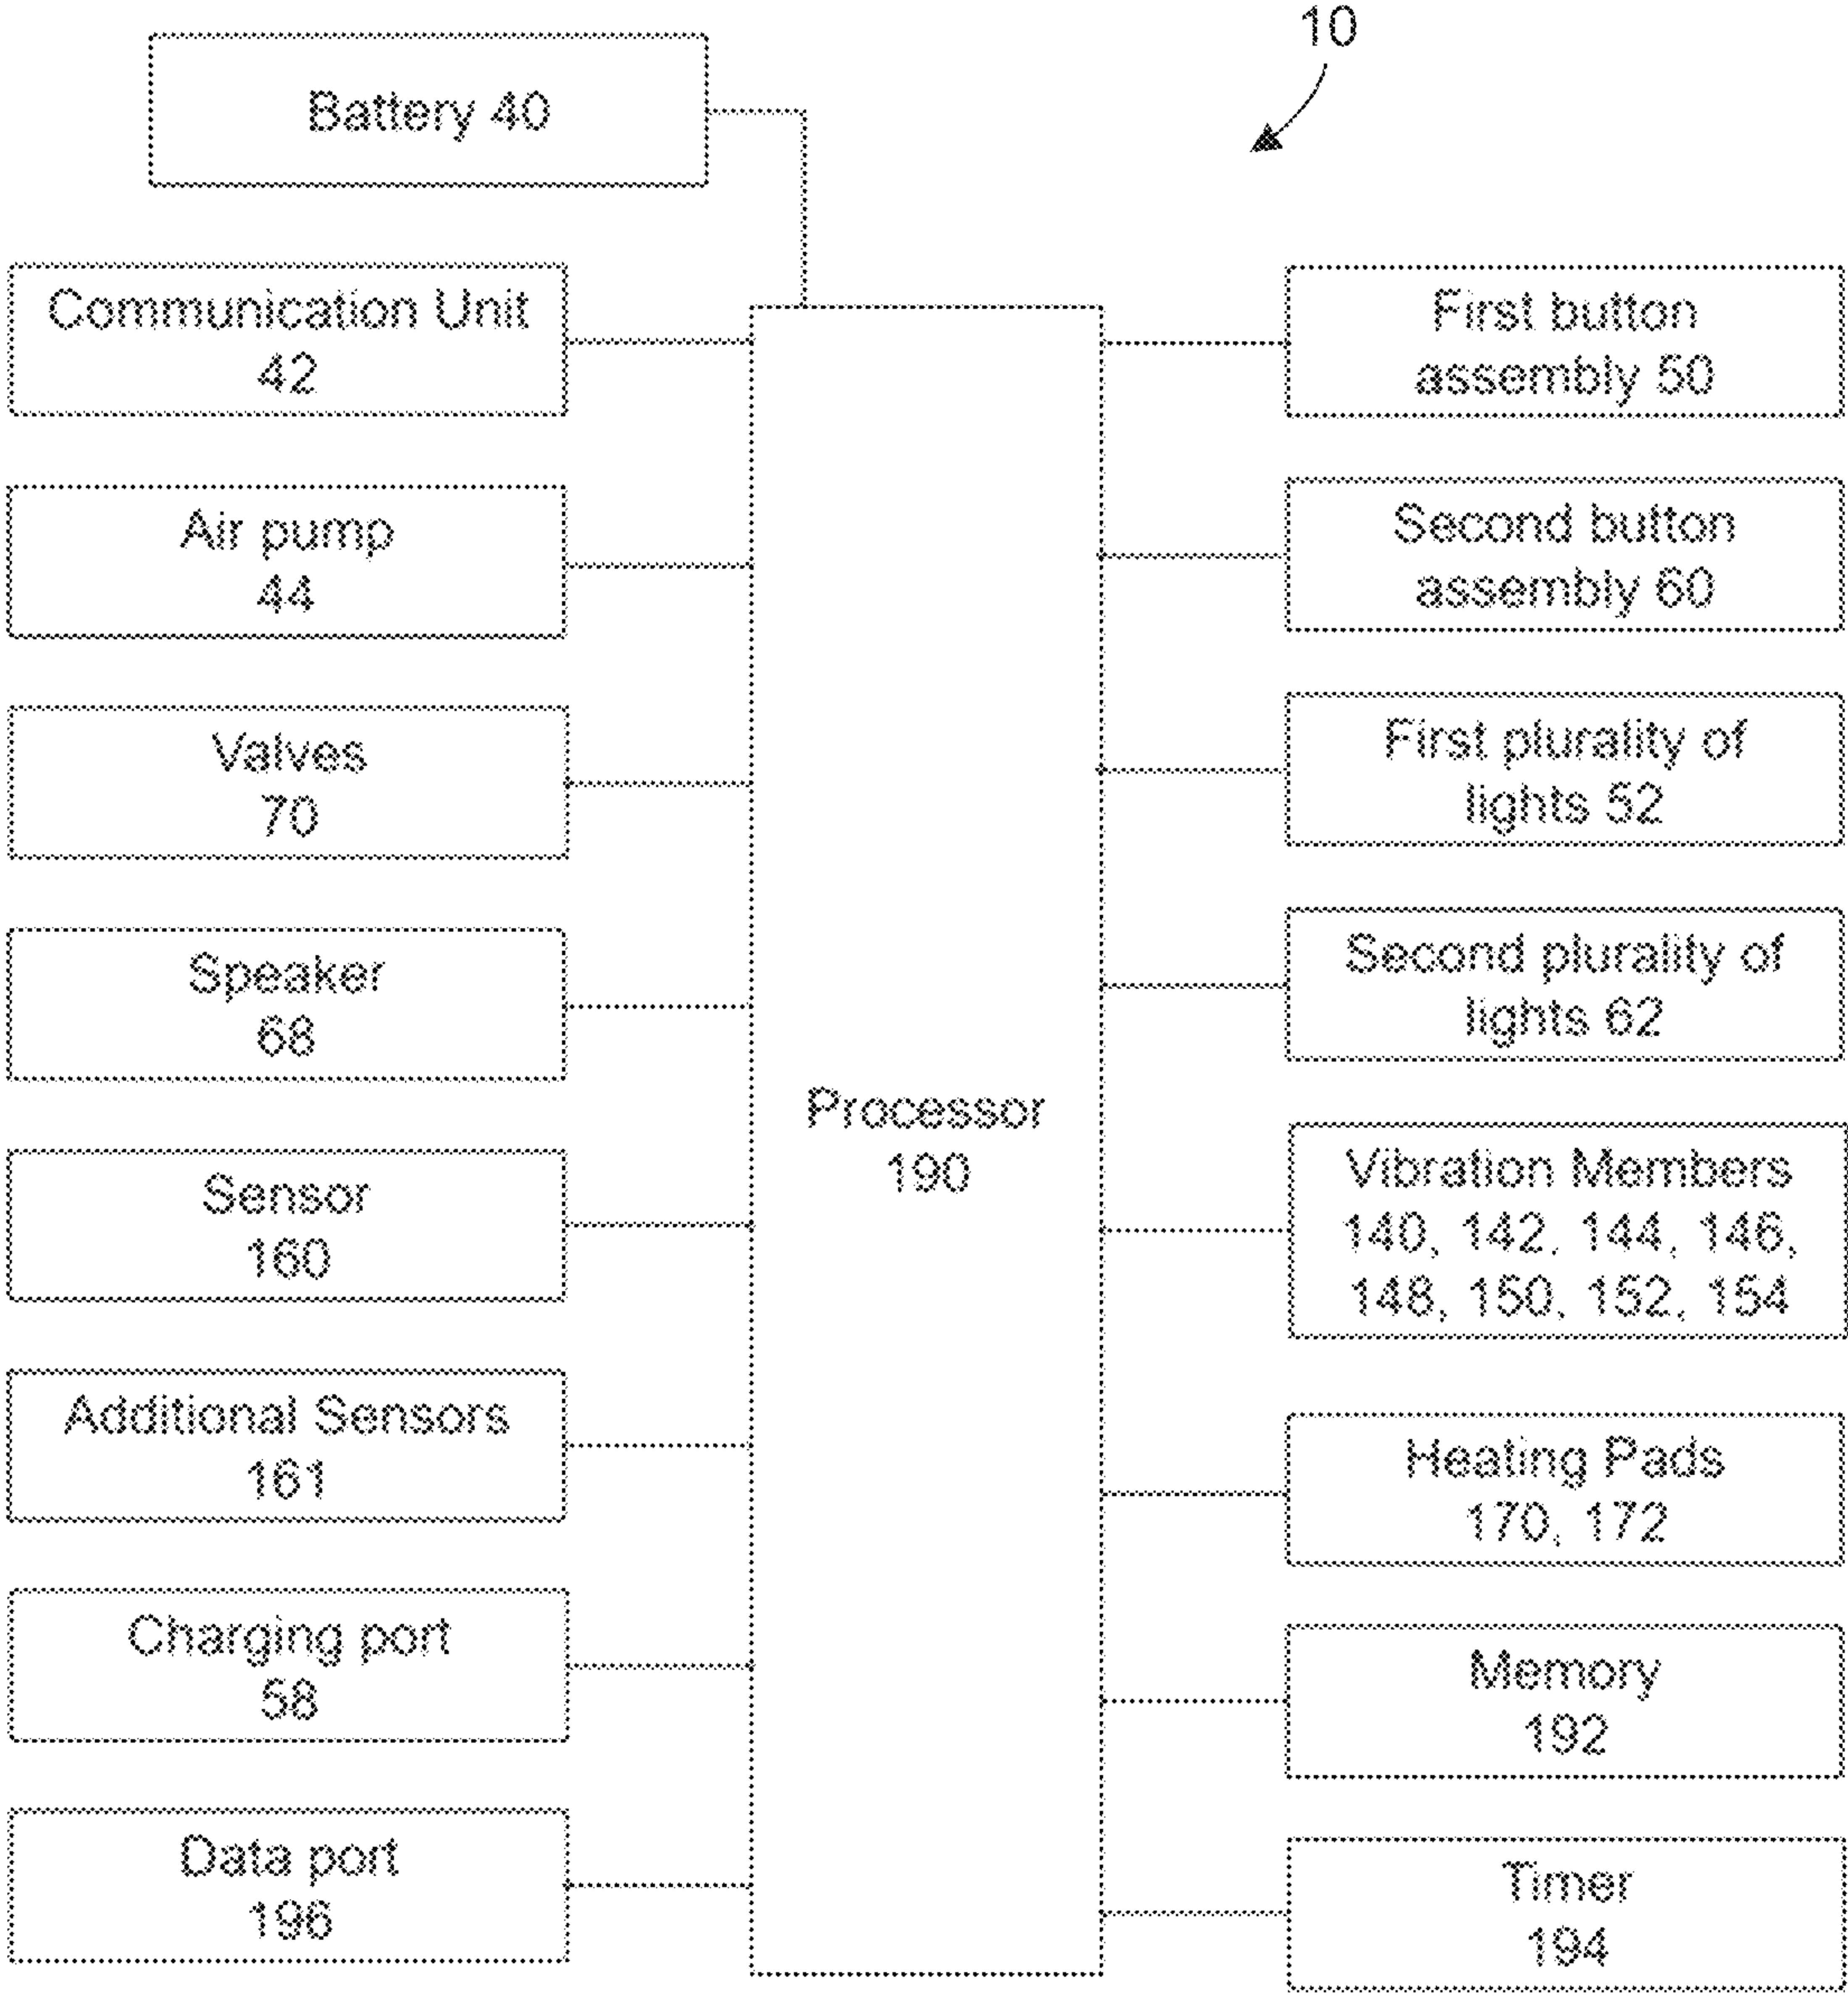 10
Battery 40
Communication Unit
42
Air pump
44
Valves
70
Speaker
68
Sensor
160
Additional Sensors
161
Charging port
58
Data port
196
Processor
190
First button
assembly 50
Second button
assembly 60
First plurality of
lights 52
Second plurality of
lights 62
Vibration Members
140, 142, 144, 146,
148, 150, 152, 154
Heating Pads
170, 172
Memory
192
Timer
194